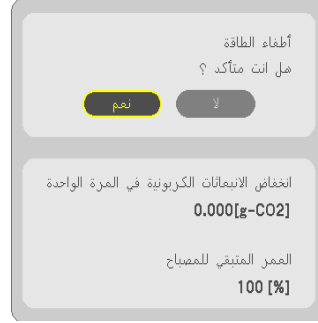 أطفاء الطاقة
هل انت متأكد ؟
لا
نعم
انخفاض الانبعاثات الكربونية في المرة الواحدة
0.000[g-CO2]
العمر المتبقي للمصباح
100 [%]